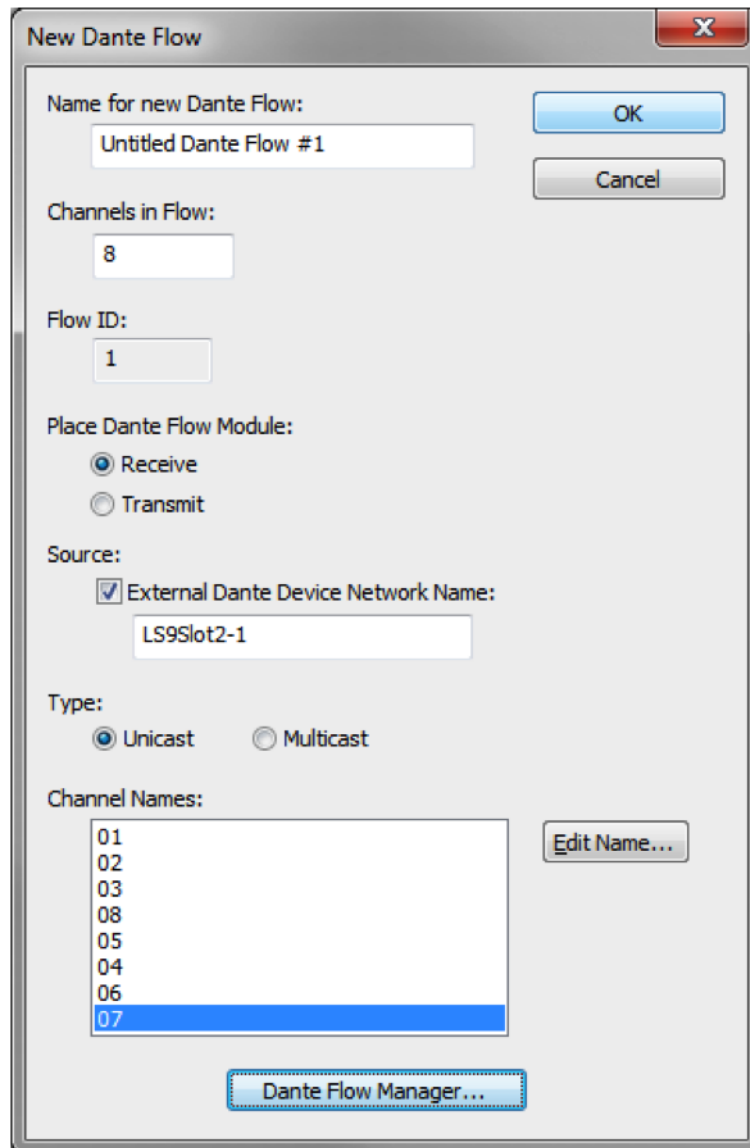 New Dante Flow
Name for new Dante Flow:
OK
Untitled Dante Flow #1
Cancel
Channels in Flow:
8
Flow ID:
1
Place Dante Flow Module:
Receive
Transmit
Source:
External Dante Device Network Name:
LS9Slot2-1
Type:
Unicast Multicast
Channel Names:
01
Edit Name...
02
03
08
05
04
06
07
Dante Flow Manager...